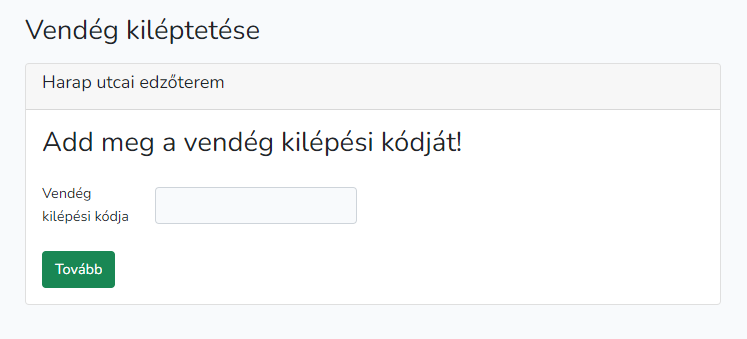 Vendég kiléptetése
Harap utcai edzőterem
Add meg a vendég kilépési kódját!
Vendég
kilépési kódja
Tovább